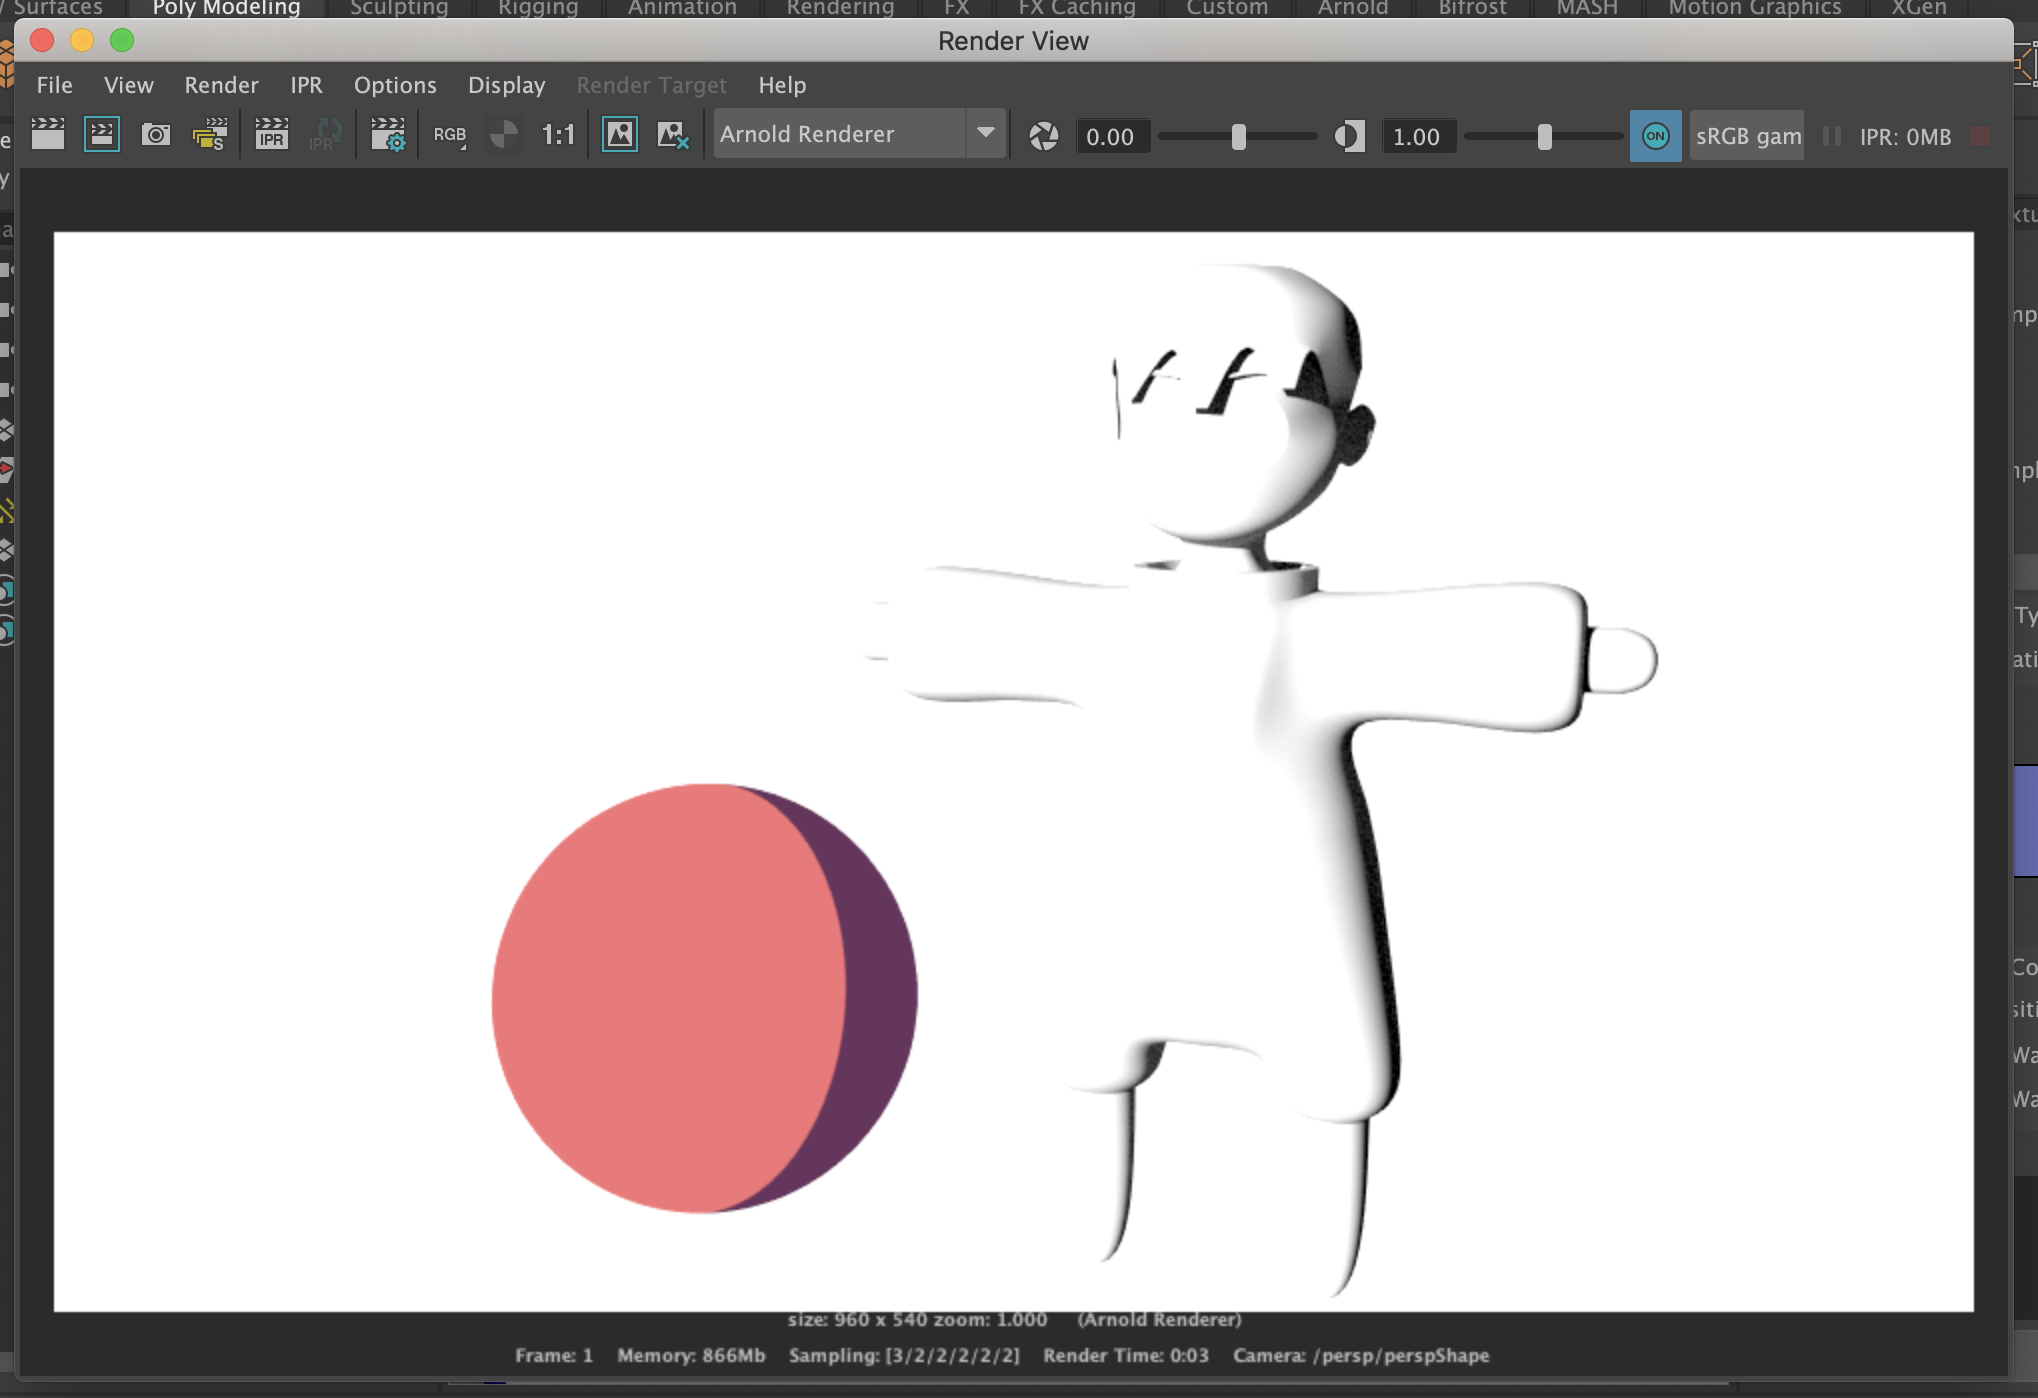 Surfaces Poly Modeling Sculpting Rigging Animation Rendering FX FX Caching Custom Arnold Bifrost MASH Motion Graphics XGen
Render View
File View Render IPR Options Display Render Target Help
IPR IPR RGB 1:1 Arnold Renderer 0.00 1.00 ON sRGB gam IPR: 0MB
size: 960 x 540 zoom: 1.000 (Arnold Renderer)
Frame: 1 Memory: 866Mb Sampling: [3/2/2/2/2/2] Render Time: 0:03 Camera: /persp/perspShape